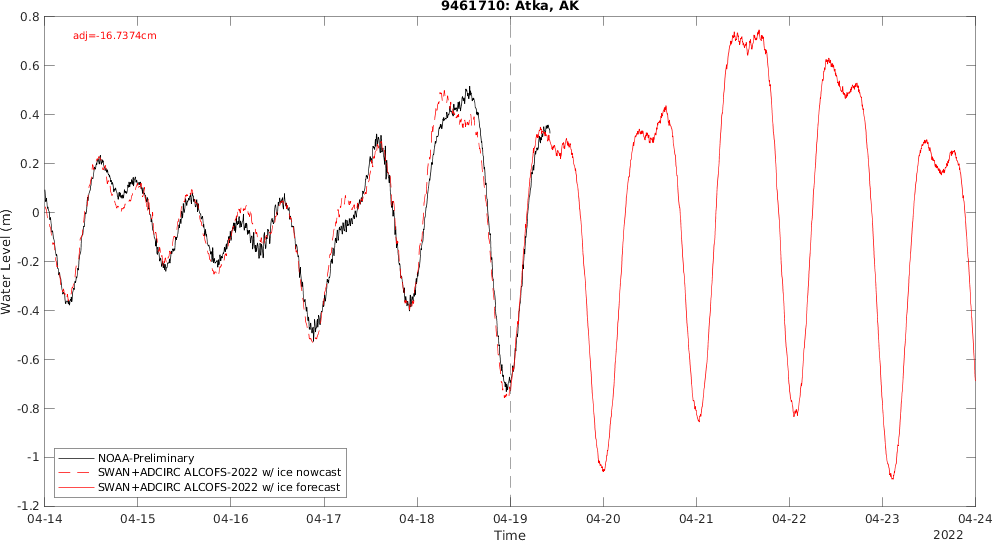 9461710: Atka, AK
adj=-16.7374cm
0.8
0.6
0.4
0.2
0
-0.2
-0.4
-0.6
-0.8
-1
-1.2
Water Level (m)
NOAA-Preliminary
SWAN+ADCIRC ALCOFS-2022 w/ ice nowcast
SWAN+ADCIRC ALCOFS-2022 w/ ice forecast
04-14 04-15 04-16 04-17 04-18 04-19 04-20 04-21 04-22 04-23 04-24
Time
2022